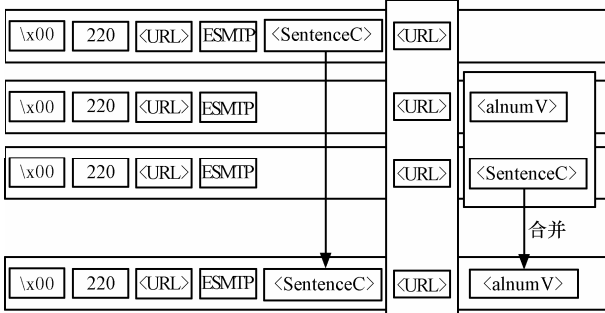 \x00 220 <URL> ESMTP <SentenceC> <URL>
\x00 220 <URL> ESMTP <URL> <alnumV>
\x00 220 <URL> ESMTP <URL> <SentenceC>
合并
\x00 220 <URL> ESMTP <SentenceC> <URL> <alnumV>